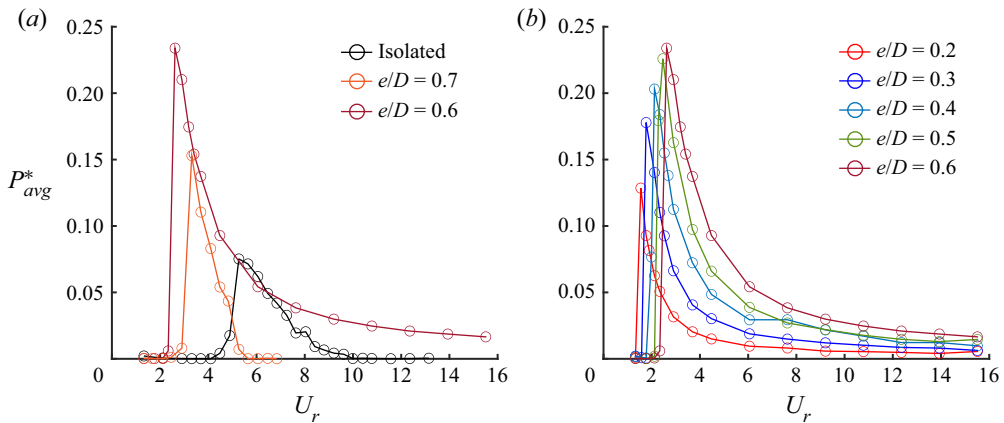 (a)
0.25
0.20
0.15
0.10
0.05
P*avg
0 2 4 6 8 10 12 14 16
U_r
Isolated
e/D = 0.7
e/D = 0.6
(b)
0.25
0.20
0.15
0.10
0.05
0 2 4 6 8 10 12 14 16
U_r
e/D = 0.2
e/D = 0.3
e/D = 0.4
e/D = 0.5
e/D = 0.6